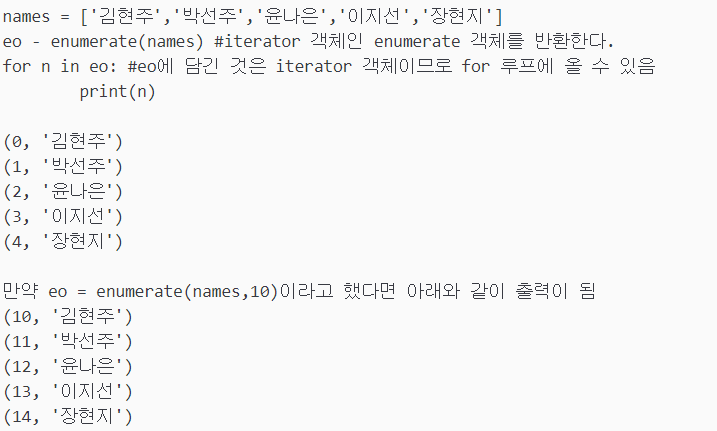 names = ['김현주','박선주','윤나은','이지선','장현지']
eo - enumerate(names) #iterator 객체인 enumerate 객체를 반환한다.
for n in eo: #eo에 담긴 것은 iterator 객체이므로 for 루프에 올 수 있음
        print(n)
(0, '김현주')
(1, '박선주')
(2, '윤나은')
(3, '이지선')
(4, '장현지')
만약 eo = enumerate(names,10)이라고 했다면 아래와 같이 출력이 됨
(10, '김현주')
(11, '박선주')
(12, '윤나은')
(13, '이지선')
(14, '장현지')